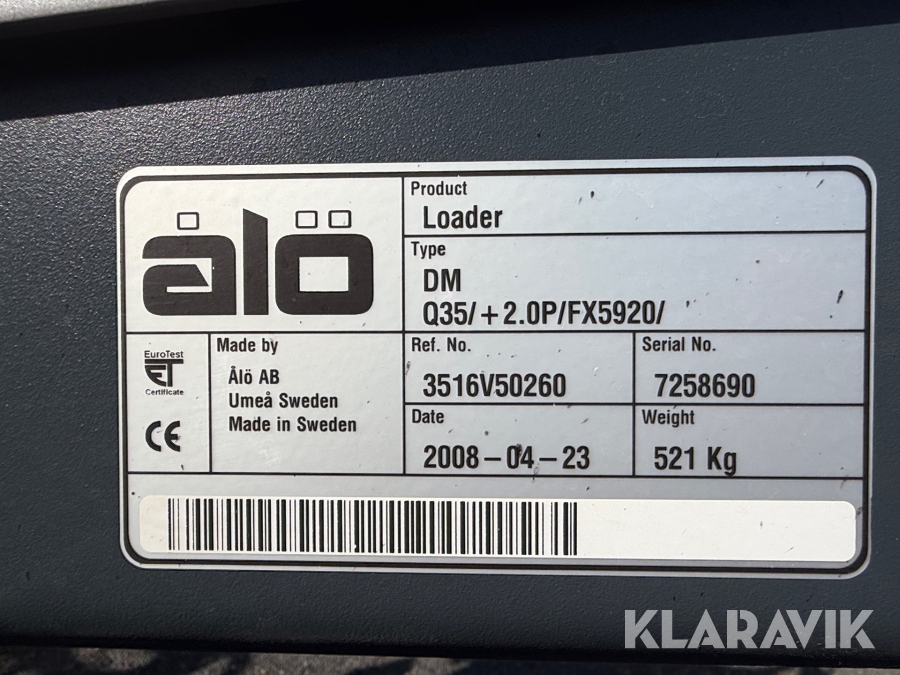 ålö
Product
Loader
Type
DM
Q35/+2.0P/FX5920/
EuroTest
ET
Certificate
CE
Made by
Ålö AB
Umeå Sweden
Made in Sweden
Ref. No.
3516V50260
Serial No.
7258690
Date
2008-04-23
Weight
521 Kg
KLARAVIK